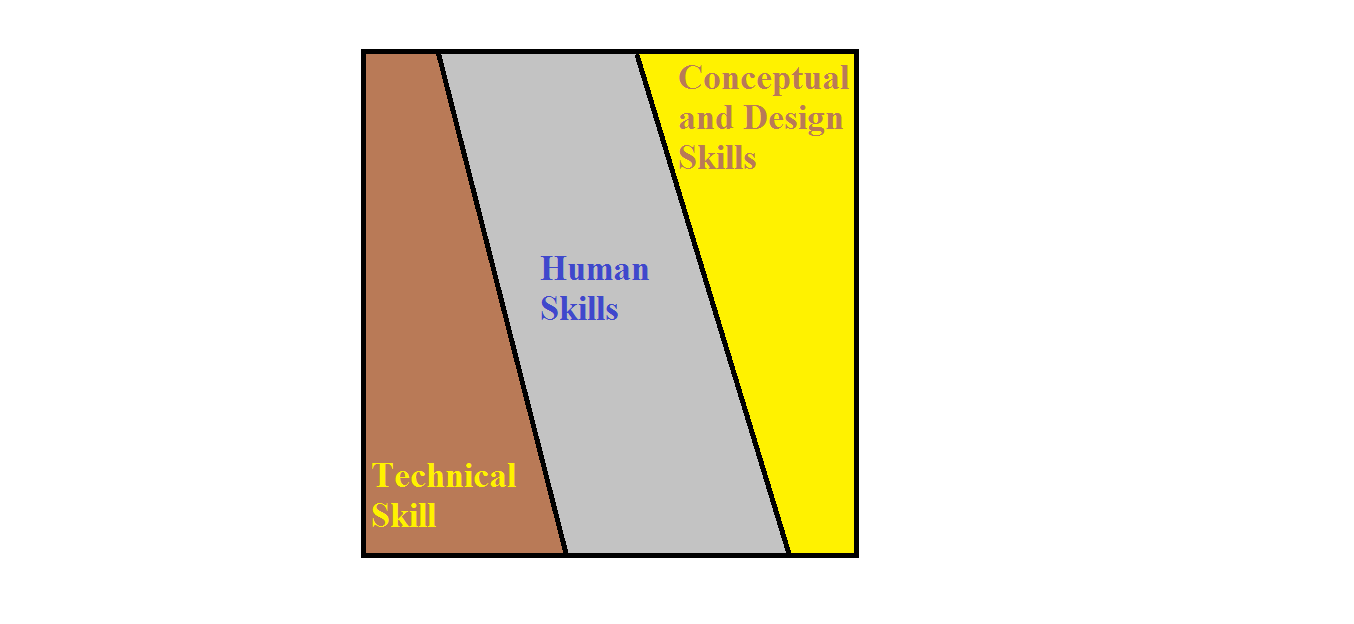 Conceptual
and Design
Skills
Human
Skills
Technical
Skill